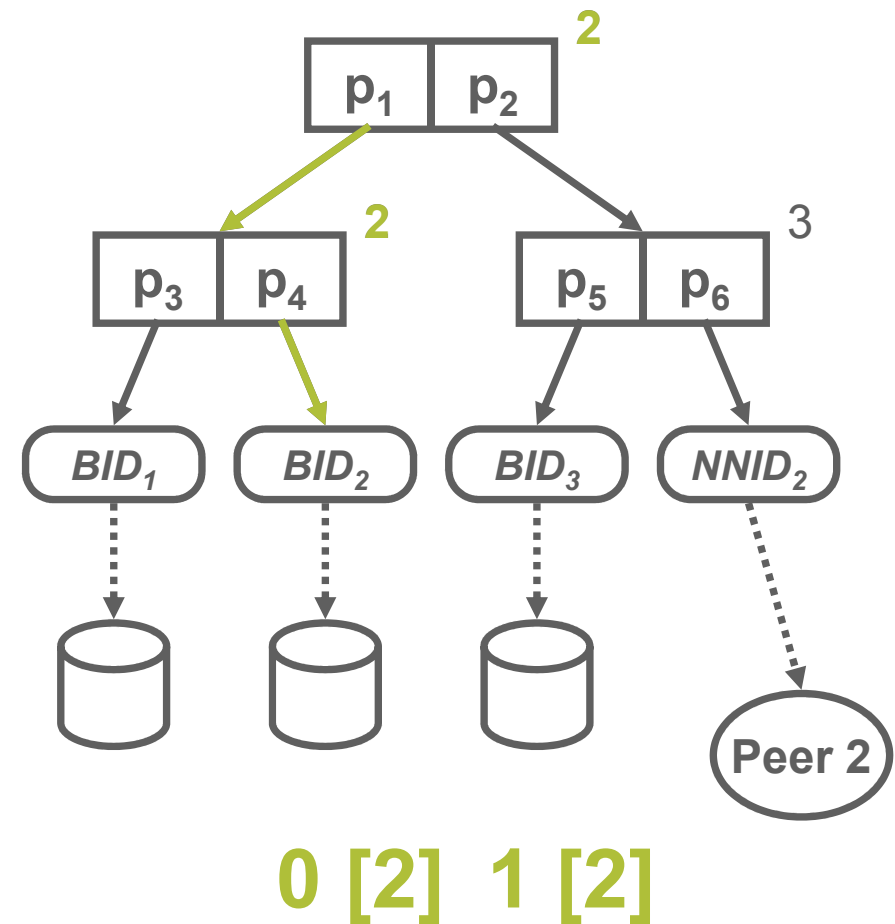 2
p₁ p₂
2 3
p₃ p₄ p₅ p₆
BID₁ BID₂ BID₃ NNID₂
Peer 2
0 [2] 1 [2]